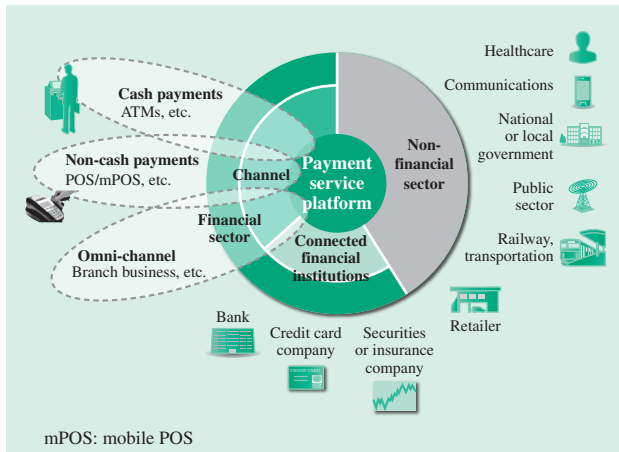 Cash payments
ATMs, etc.
Non-cash payments
POS/mPOS, etc.
Omni-channel
Branch business, etc.
Channel
Financial
sector
Payment
service
platform
Connected
financial
institutions
Non-
financial
sector
Healthcare
Communications
National
or local
government
Public
sector
Railway,
transportation
Retailer
Bank
Credit card
company
CREDIT CARD
Securities
or insurance
company
mPOS: mobile POS